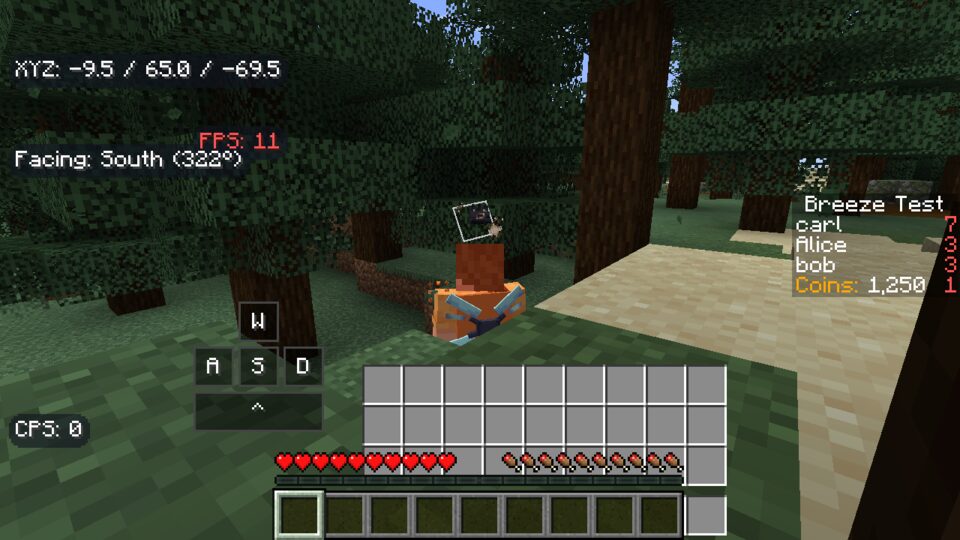 XYZ: -9.5 / 65.0 / -69.5
FPS: 11
Facing: South (322º)
Breeze Test
carl 7
Alice 3
bob 3
Coins: 1,250 1
W
A S D
^
CPS: 0